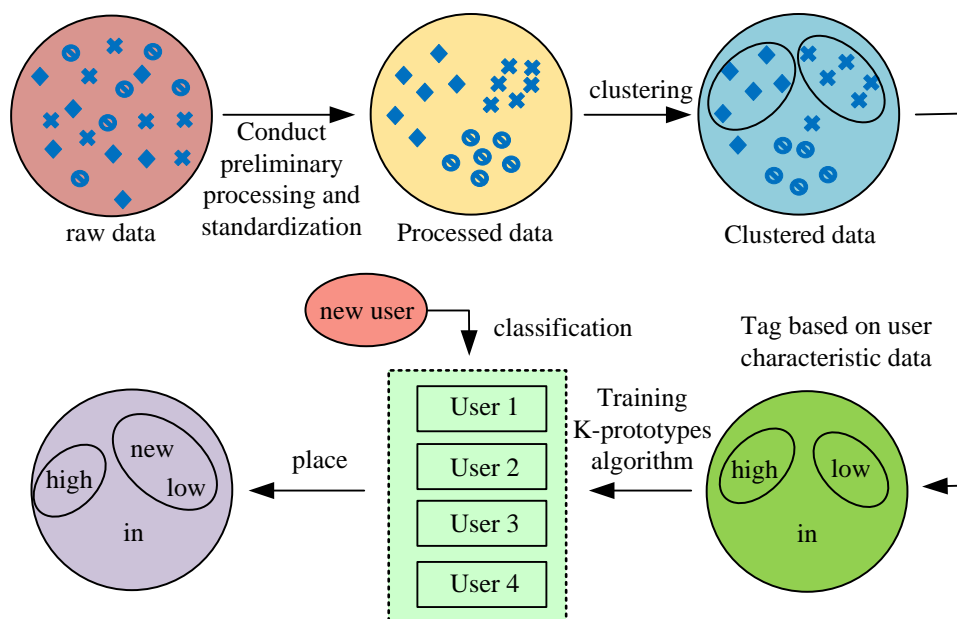 raw data
Conduct
preliminary
processing and
standardization
Processed data
clustering
Clustered data
new user
classification
Tag based on user
characteristic data
high
low
in
Training
K-prototypes
algorithm
User 1
User 2
User 3
User 4
place
high
new
low
in